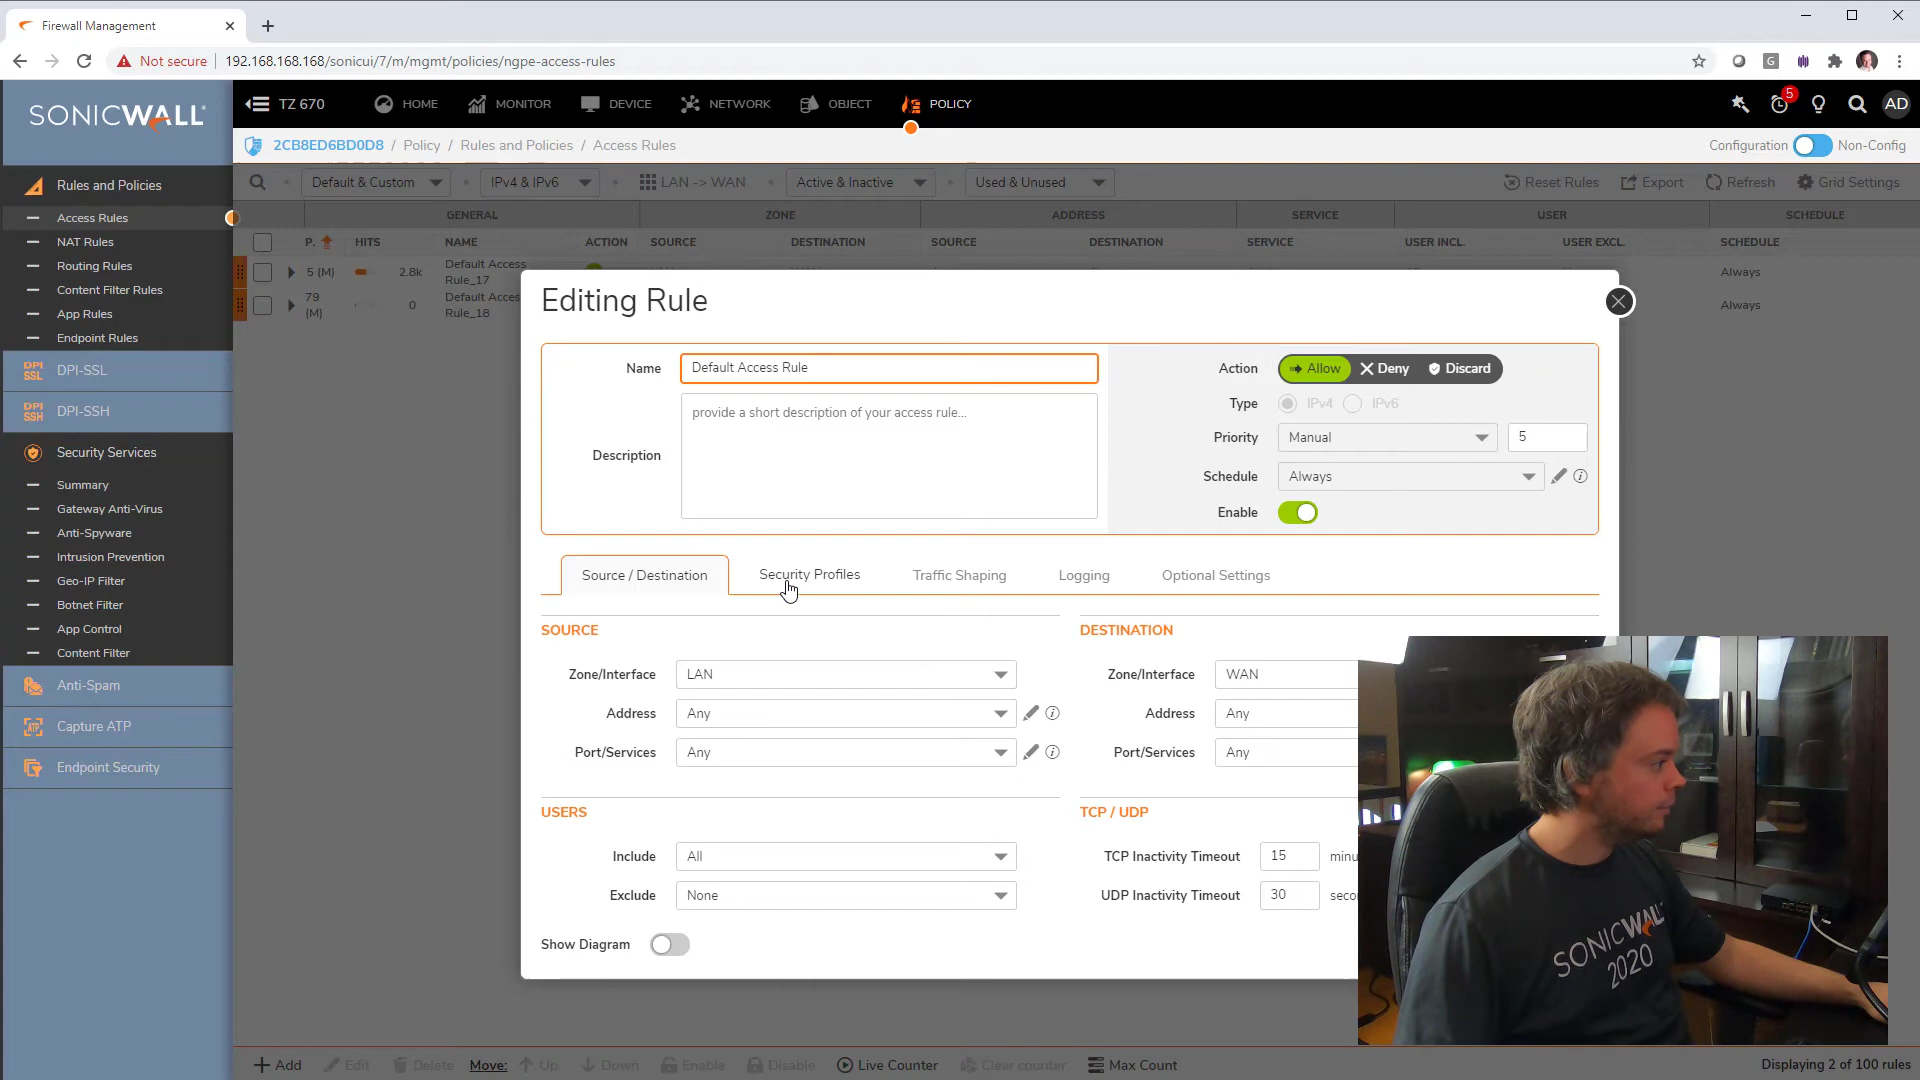 Firewall Management
Not secure 192.168.168.168/sonicui/7/m/mgmt/policies/ngpe-access-rules
SONICWALL
TZ 670 HOME MONITOR DEVICE NETWORK OBJECT POLICY 5 AD
2CB8ED6BD0D8 / Policy / Rules and Policies / Access Rules Configuration Non-Config
Default & Custom IPv4 & IPv6 LAN -> WAN Active & Inactive Used & Unused Reset Rules Export Refresh Grid Settings
GENERAL ZONE ADDRESS SERVICE USER SCHEDULE
P. HITS NAME ACTION SOURCE DESTINATION SOURCE DESTINATION SERVICE USER INCL. USER EXCL. SCHEDULE
5 (M) 2.8k Default Access Rule_17 Always
79 (M) 0 Default Access Rule_18 Always
Rules and Policies
Access Rules
NAT Rules
Routing Rules
Content Filter Rules
App Rules
Endpoint Rules
DPI SSL DPI-SSL
DPI SSH DPI-SSH
Security Services
Summary
Gateway Anti-Virus
Anti-Spyware
Intrusion Prevention
Geo-IP Filter
Botnet Filter
App Control
Content Filter
Anti-Spam
ATP Capture ATP
Endpoint Security
Editing Rule
Name Default Access Rule
Description provide a short description of your access rule...
Action Allow Deny Discard
Type IPv4 IPv6
Priority Manual 5
Schedule Always
Enable
Source / Destination Security Profiles Traffic Shaping Logging Optional Settings
SOURCE
Zone/Interface LAN
Address Any
Port/Services Any
DESTINATION
Zone/Interface WAN
Address Any
Port/Services Any
USERS
Include All
Exclude None
TCP / UDP
TCP Inactivity Timeout 15 minu
UDP Inactivity Timeout 30 seco
Show Diagram
SONICWALL
2020
Add Edit Delete Move: Up Down Enable Disable Live Counter Clear counter Max Count Displaying 2 of 100 rules